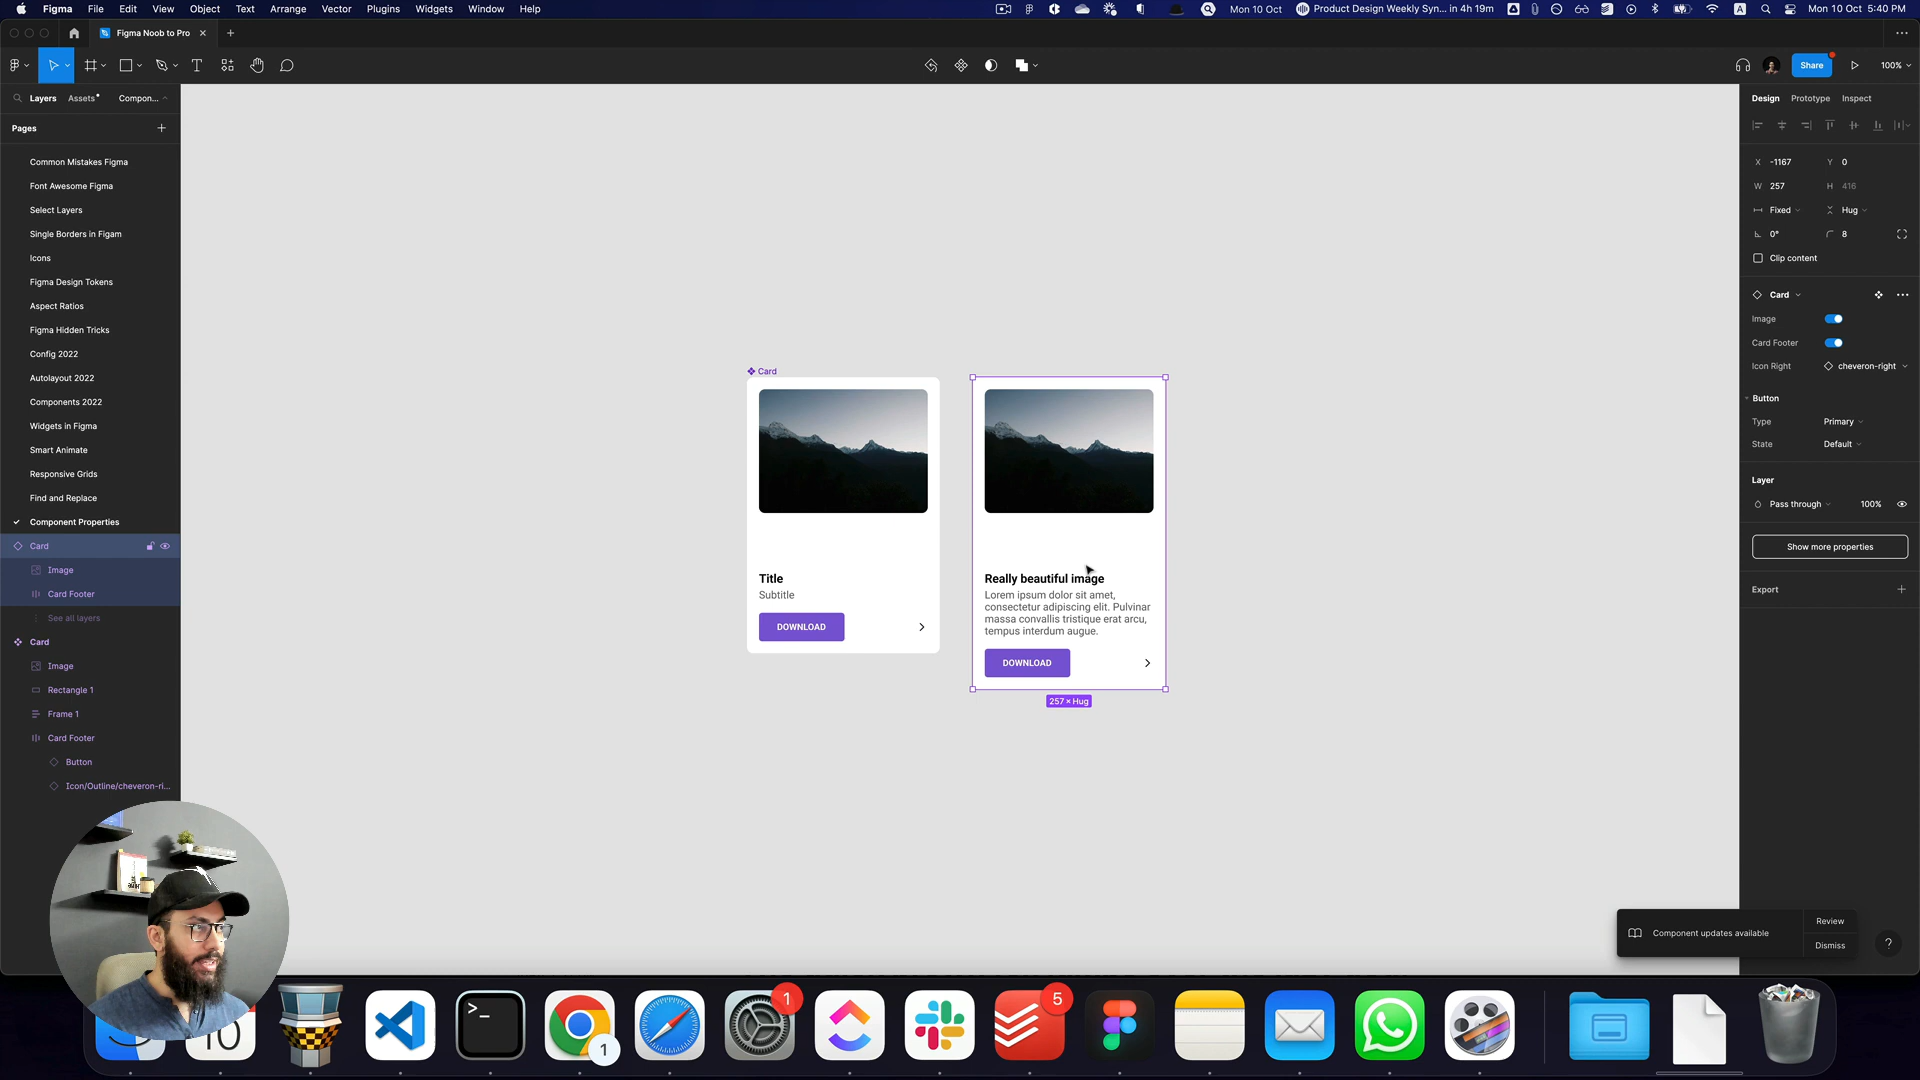 Figma File Edit View Object Text Arrange Vector Plugins Widgets Window Help
Mon 10 Oct Product Design Weekly Syn... in 4h 19m A Mon 10 Oct 5:40 PM
Figma Noob to Pro
Share 100%
Layers Assets Compon...
Pages
Common Mistakes Figma
Font Awesome Figma
Select Layers
Single Borders in Figam
Icons
Figma Design Tokens
Aspect Ratios
Figma Hidden Tricks
Config 2022
Autolayout 2022
Components 2022
Widgets in Figma
Smart Animate
Responsive Grids
Find and Replace
Component Properties
Card
Image
Card Footer
See all layers
Card
Image
Rectangle 1
Frame 1
Card Footer
Button
Icon/Outline/cheveron-ri...
Card
Title
Subtitle
DOWNLOAD
Really beautiful image
Lorem ipsum dolor sit amet,
consectetur adipiscing elit. Pulvinar
massa convallis tristique erat arcu,
tempus interdum augue.
DOWNLOAD
257 × Hug
Design Prototype Inspect
X -1167 Y 0
W 257 H 416
Fixed Hug
0° 8
Clip content
Card
Image
Card Footer
Icon Right cheveron-right
Button
Type Primary
State Default
Layer
Pass through 100%
Show more properties
Export
Component updates available
Review
Dismiss
?
10
>_
1
1
5